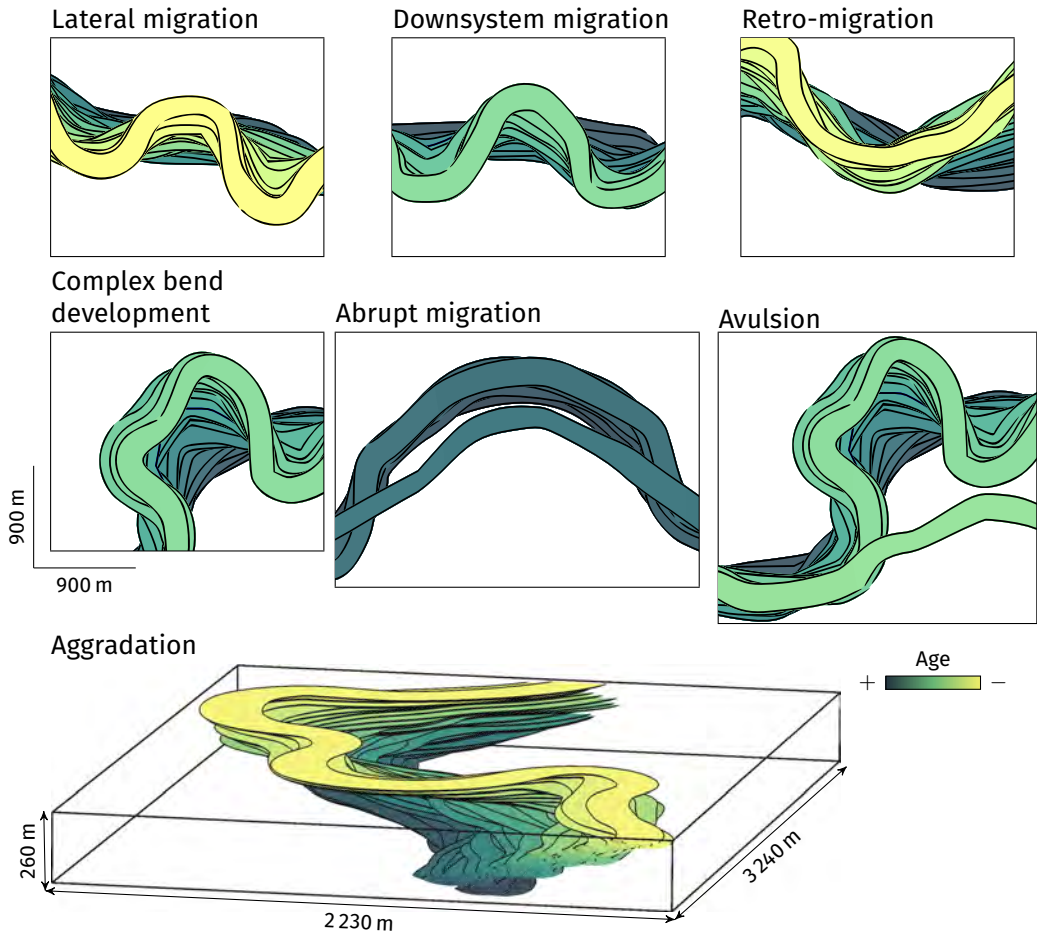 Lateral migration
Downsystem migration
Retro-migration
Complex bend
development
Abrupt migration
Avulsion
900 m
900 m
Aggradation
Age
+ −
260 m
2 230 m
3 240 m